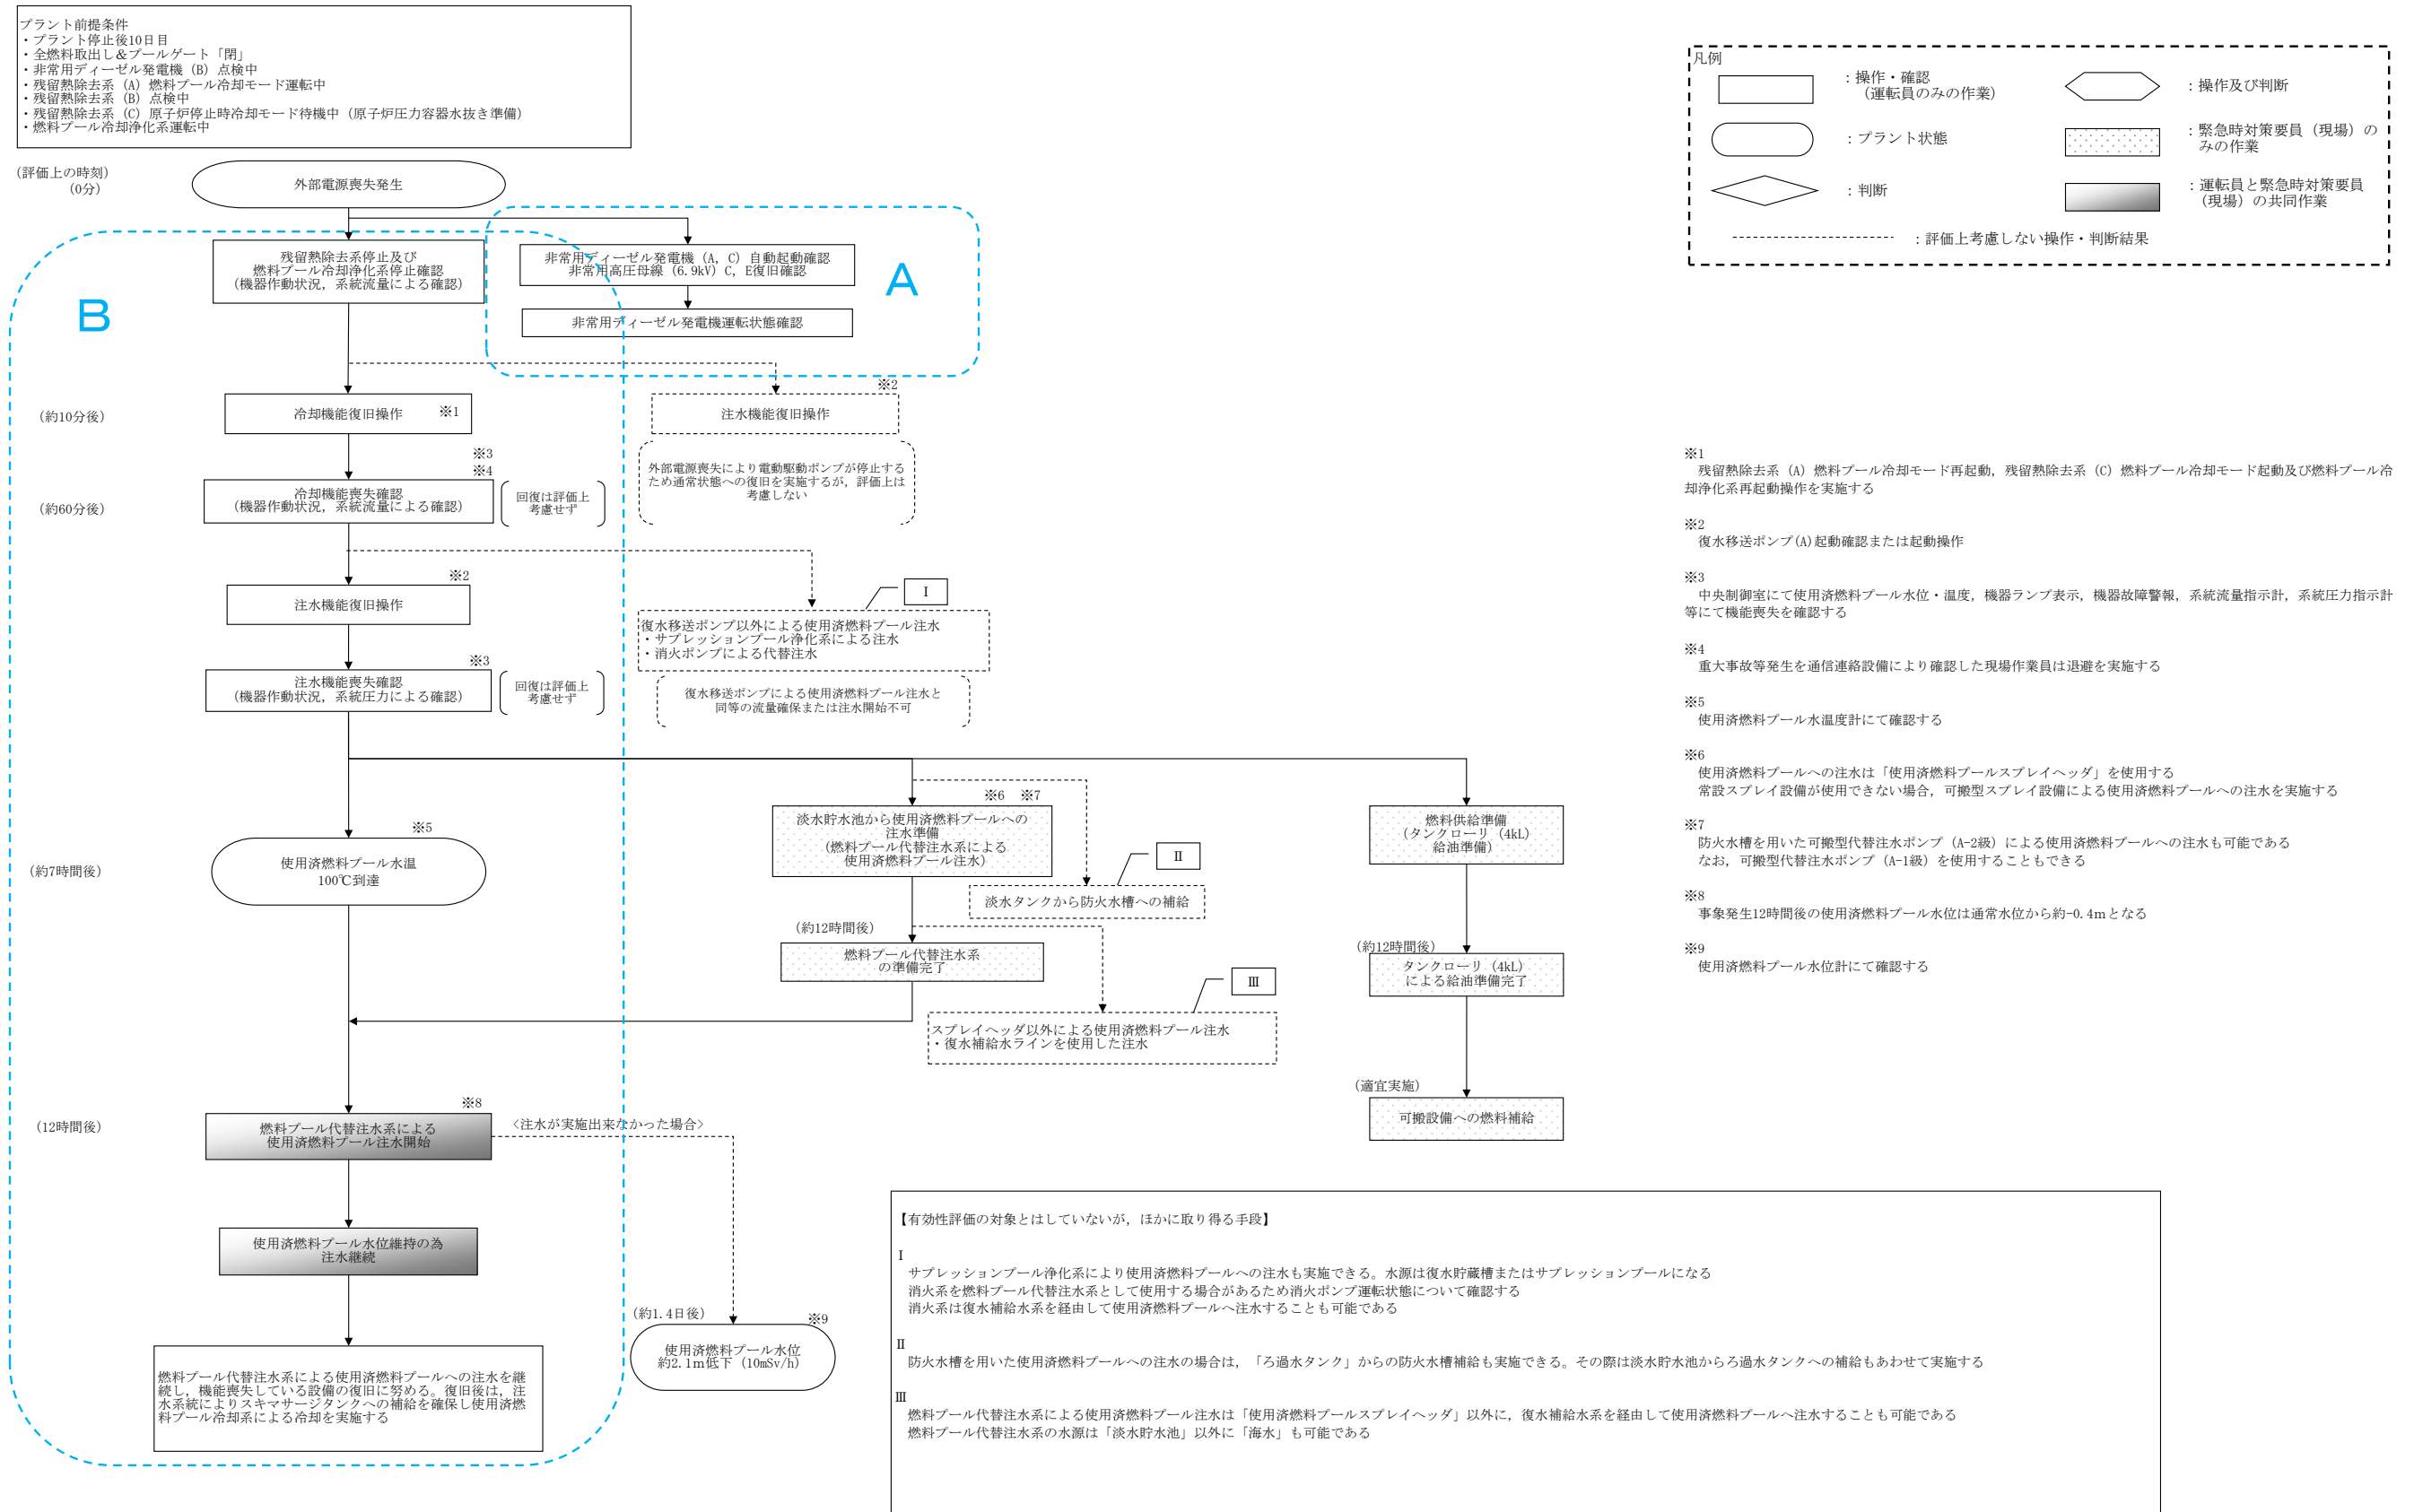 プラント前提条件
・プラント停止後10日目
・全燃料取出し＆プールゲート「閉」
・非常用ディーゼル発電機（B）点検中
・残留熱除去系（A）燃料プール冷却モード運転中
・残留熱除去系（B）点検中
・残留熱除去系（C）原子炉停止時冷却モード待機中（原子炉圧力容器水抜き準備）
・燃料プール冷却浄化系運転中
凡例
：操作・確認
（運転員のみの作業）
：操作及び判断
：プラント状態
：緊急時対策要員（現場）の
みの作業
：判断
：運転員と緊急時対策要員
（現場）の共同作業
：評価上考慮しない操作・判断結果
（評価上の時刻）
（0分）
外部電源喪失発生
A
B
残留熱除去系停止及び
燃料プール冷却浄化系停止確認
（機器作動状況，系統流量による確認）
非常用ディーゼル発電機（A，C）自動起動確認
非常用高圧母線（6.9kV）C，E復旧確認
非常用ディーゼル発電機運転状態確認
（約10分後）
冷却機能復旧操作
※1
※2
注水機能復旧操作
外部電源喪失により電動駆動ポンプが停止する
ため通常状態への復旧を実施するが，評価上は
考慮しない
※3
※4
（約60分後）
冷却機能喪失確認
（機器作動状況，系統流量による確認）
回復は評価上
考慮せず
※2
注水機能復旧操作
Ⅰ
復水移送ポンプ以外による使用済燃料プール注水
・サプレッションプール浄化系による注水
・消火ポンプによる代替注水
復水移送ポンプによる使用済燃料プール注水と
同等の流量確保または注水開始不可
※3
注水機能喪失確認
（機器作動状況，系統圧力による確認）
回復は評価上
考慮せず
※5
（約7時間後）
使用済燃料プール水温
100℃到達
※6　※7
淡水貯水池から使用済燃料プールへの
注水準備
（燃料プール代替注水系による
使用済燃料プール注水）
Ⅱ
淡水タンクから防火水槽への補給
（約12時間後）
燃料プール代替注水系
の準備完了
Ⅲ
スプレイヘッダ以外による使用済燃料プール注水
・復水補給水ラインを使用した注水
燃料供給準備
（タンクローリ（4kL）
給油準備）
（約12時間後）
タンクローリ（4kL）
による給油準備完了
（適宜実施）
可搬設備への燃料補給
※8
（12時間後）
燃料プール代替注水系による
使用済燃料プール注水開始
＜注水が実施出来なかった場合＞
使用済燃料プール水位維持の為
注水継続
（約1.4日後）
※9
使用済燃料プール水位
約2.1ｍ低下（10mSv/h）
燃料プール代替注水系による使用済燃料プールへの注水を継
続し，機能喪失している設備の復旧に努める。復旧後は，注
水系統によりスキマサージタンクへの補給を確保し使用済燃
料プール冷却系による冷却を実施する
※1
残留熱除去系（A）燃料プール冷却モード再起動，残留熱除去系（C）燃料プール冷却モード起動及び燃料プール冷
却浄化系再起動操作を実施する
※2
復水移送ポンプ(A)起動確認または起動操作
※3
中央制御室にて使用済燃料プール水位・温度，機器ランプ表示，機器故障警報，系統流量指示計，系統圧力指示計
等にて機能喪失を確認する
※4
重大事故等発生を通信連絡設備により確認した現場作業員は退避を実施する
※5
使用済燃料プール水温度計にて確認する
※6
使用済燃料プールへの注水は「使用済燃料プールスプレイヘッダ」を使用する
常設スプレイ設備が使用できない場合，可搬型スプレイ設備による使用済燃料プールへの注水を実施する
※7
防火水槽を用いた可搬型代替注水ポンプ（A-2級）による使用済燃料プールへの注水も可能である
なお，可搬型代替注水ポンプ（A-1級）を使用することもできる
※8
事象発生12時間後の使用済燃料プール水位は通常水位から約-0.4ｍとなる
※9
使用済燃料プール水位計にて確認する
【有効性評価の対象とはしていないが，ほかに取り得る手段】
Ⅰ
サプレッションプール浄化系により使用済燃料プールへの注水も実施できる。水源は復水貯蔵槽またはサプレッションプールになる
消火系を燃料プール代替注水系として使用する場合があるため消火ポンプ運転状態について確認する
消火系は復水補給水系を経由して使用済燃料プールへ注水することも可能である
Ⅱ
防火水槽を用いた使用済燃料プールへの注水の場合は，「ろ過水タンク」からの防火水槽補給も実施できる。その際は淡水貯水池からろ過水タンクへの補給もあわせて実施する
Ⅲ
燃料プール代替注水系による使用済燃料プール注水は「使用済燃料プールスプレイヘッダ」以外に，復水補給水系を経由して使用済燃料プールへ注水することも可能である
燃料プール代替注水系の水源は「淡水貯水池」以外に「海水」も可能である